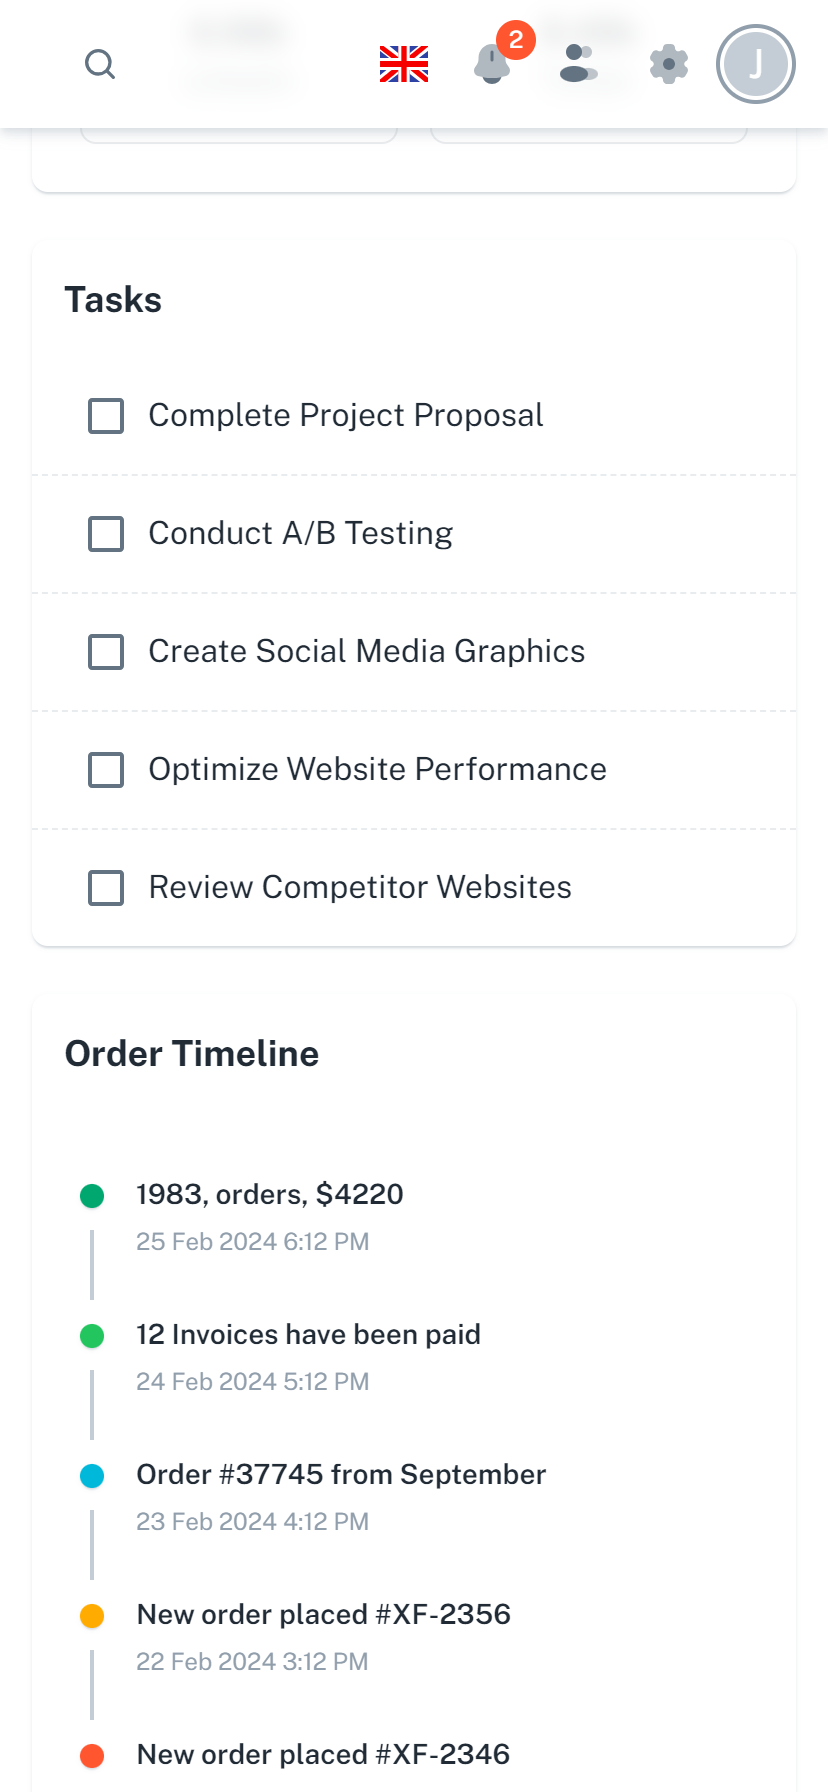 2
J
Tasks
Complete Project Proposal
Conduct A/B Testing
Create Social Media Graphics
Optimize Website Performance
Review Competitor Websites
Order Timeline
1983, orders, $4220
25 Feb 2024 6:12 PM
12 Invoices have been paid
24 Feb 2024 5:12 PM
Order #37745 from September
23 Feb 2024 4:12 PM
New order placed #XF-2356
22 Feb 2024 3:12 PM
New order placed #XF-2346